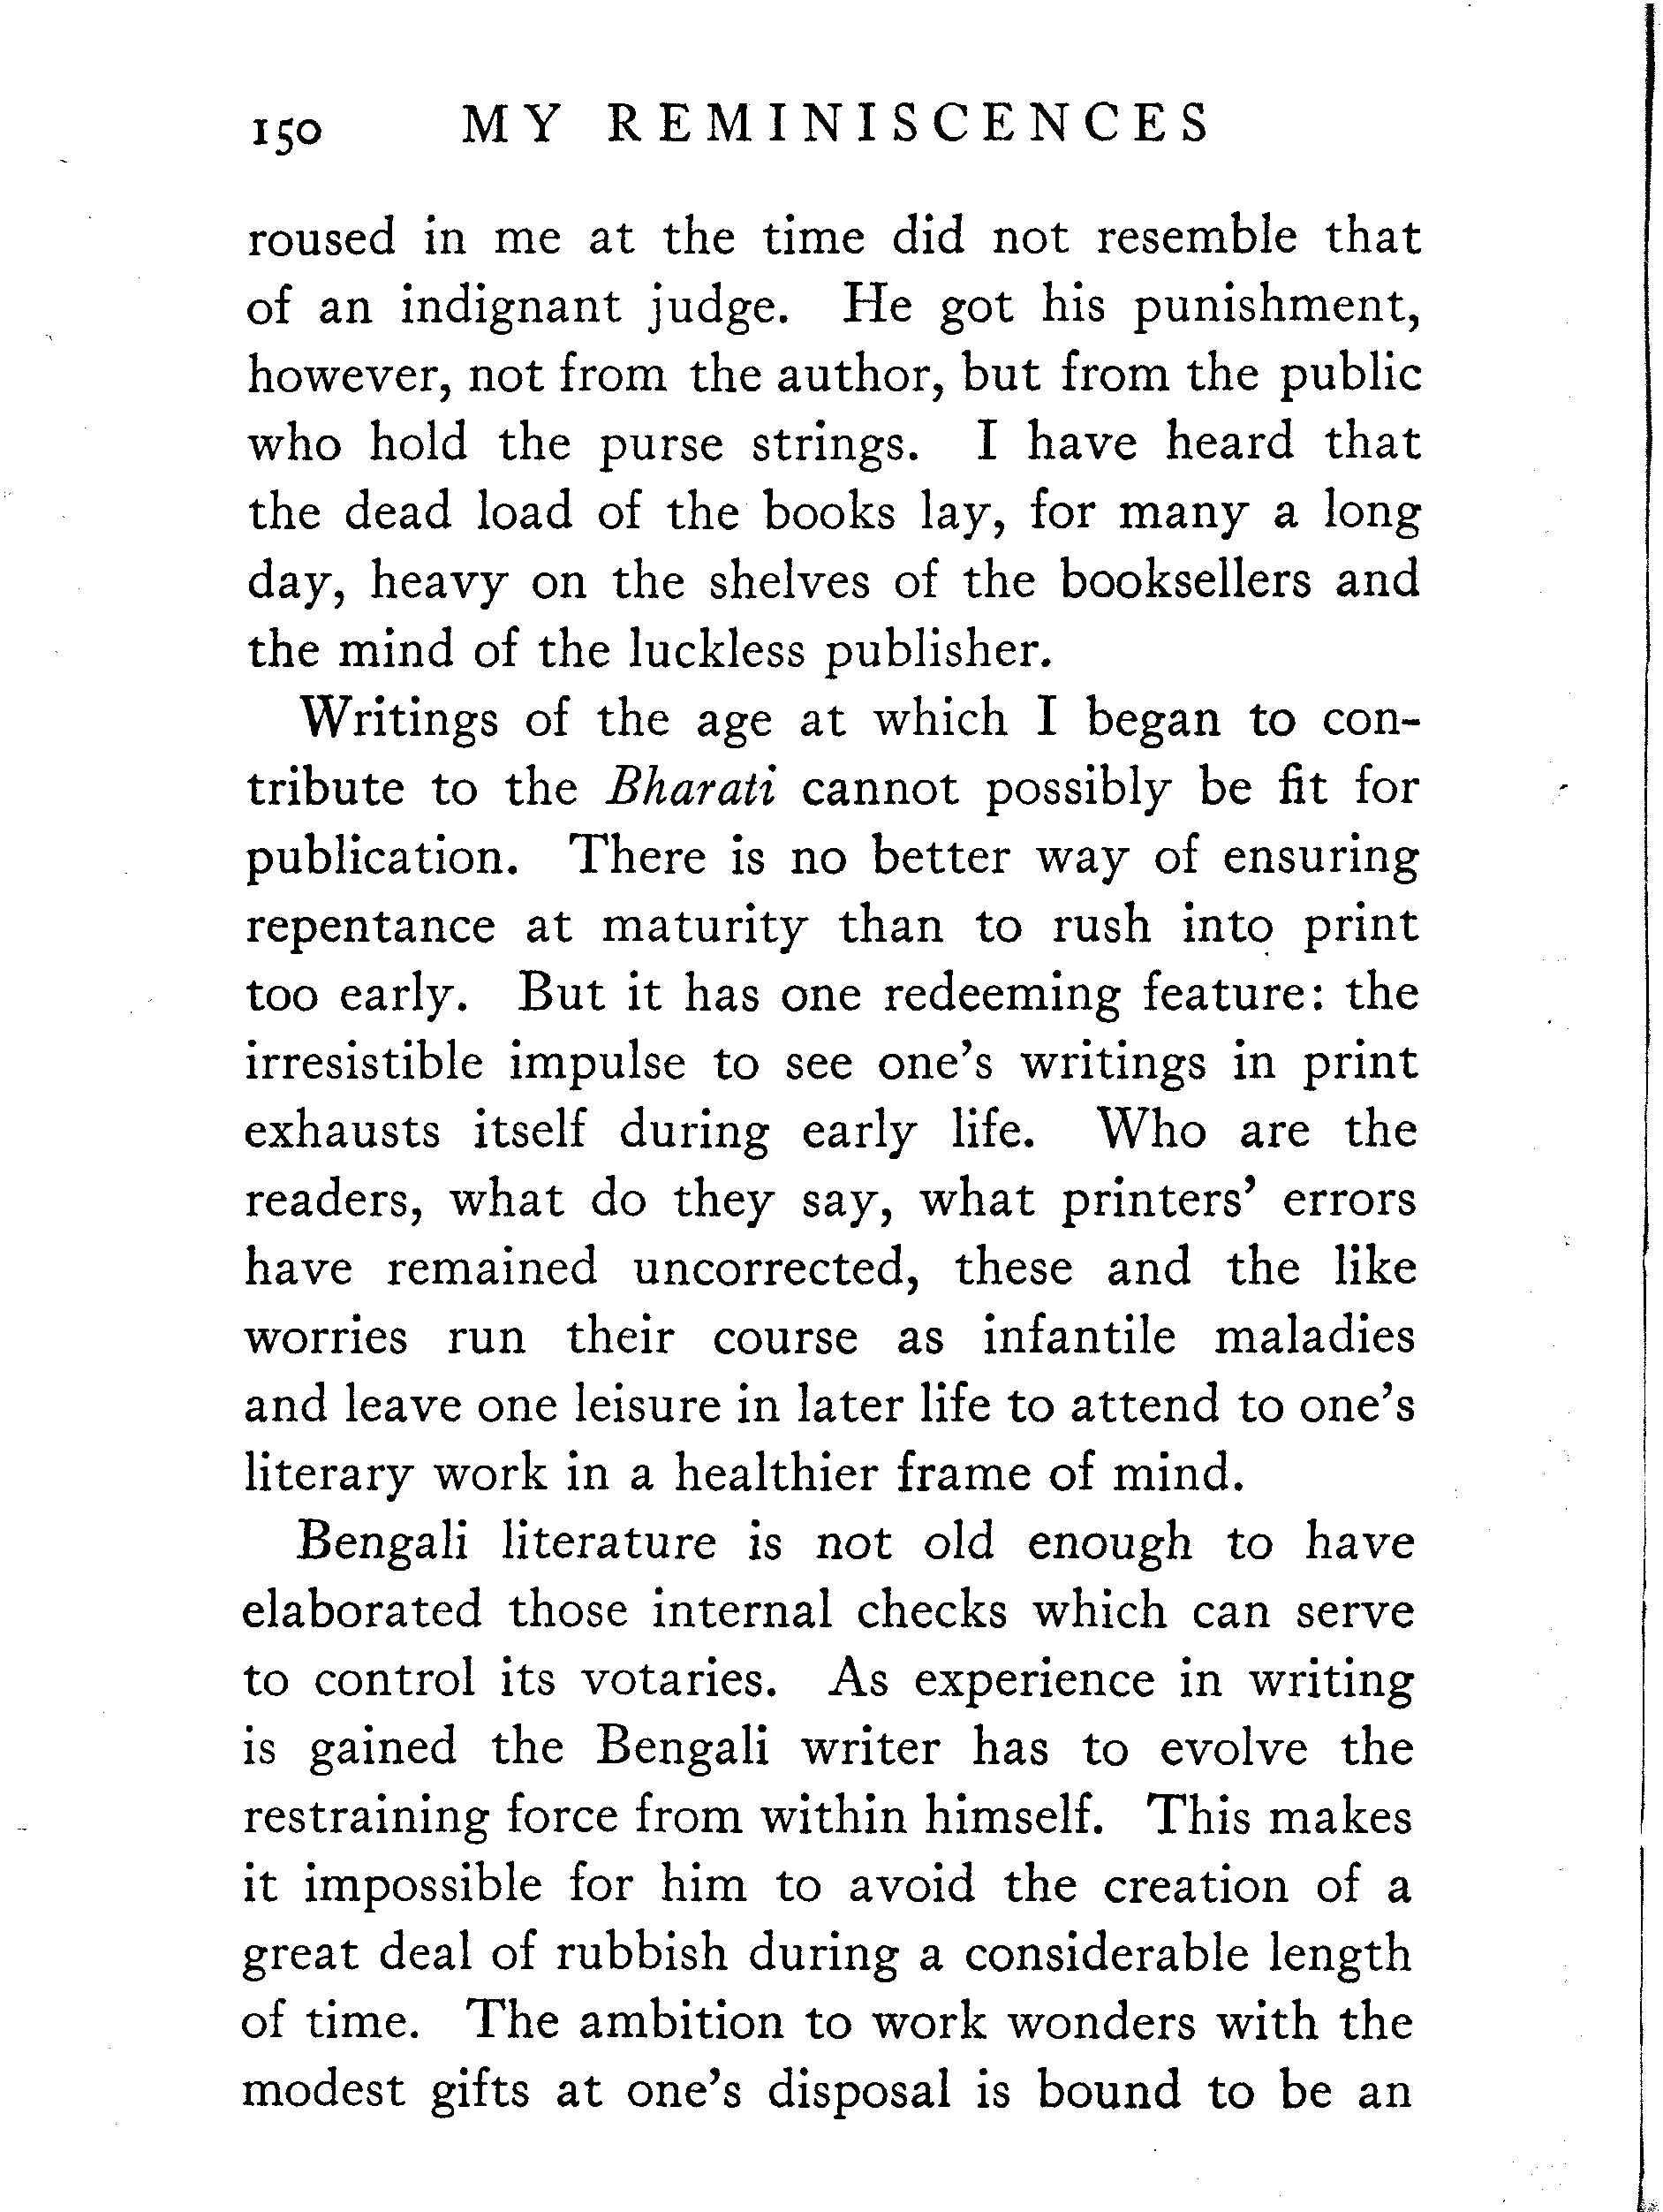 150 MY REMINISCENCES
roused in me at the time did not resemble that
of an indignant judge. He got his punishment,
however, not from the author, but from the public
who hold the purse strings. I have heard that
the dead load of the books lay, for many a long
day, heavy on the shelves of the booksellers and
the mind of the luckless publisher.
Writings of the age at which I began to con-
tribute to the Bharati cannot possibly be fit for
publication. There is no better way of ensuring
repentance at maturity than to rush into print
too early. But it has one redeeming feature: the
irresistible impulse to see one's writings in print
exhausts itself during early life. Who are the
readers, what do they say, what printers' errors
have remained uncorrected, these and the like
worries run their course as infantile maladies
and leave one leisure in later life to attend to one's
literary work in a healthier frame of mind.
Bengali literature is not old enough to have
elaborated those internal checks which can serve
to control its votaries. As experience in writing
is gained the Bengali writer has to evolve the
restraining force from within himself. This makes
it impossible for him to avoid the creation of a
great deal of rubbish during a considerable length
of time. The ambition to work wonders with the
modest gifts at one's disposal is bound to be an